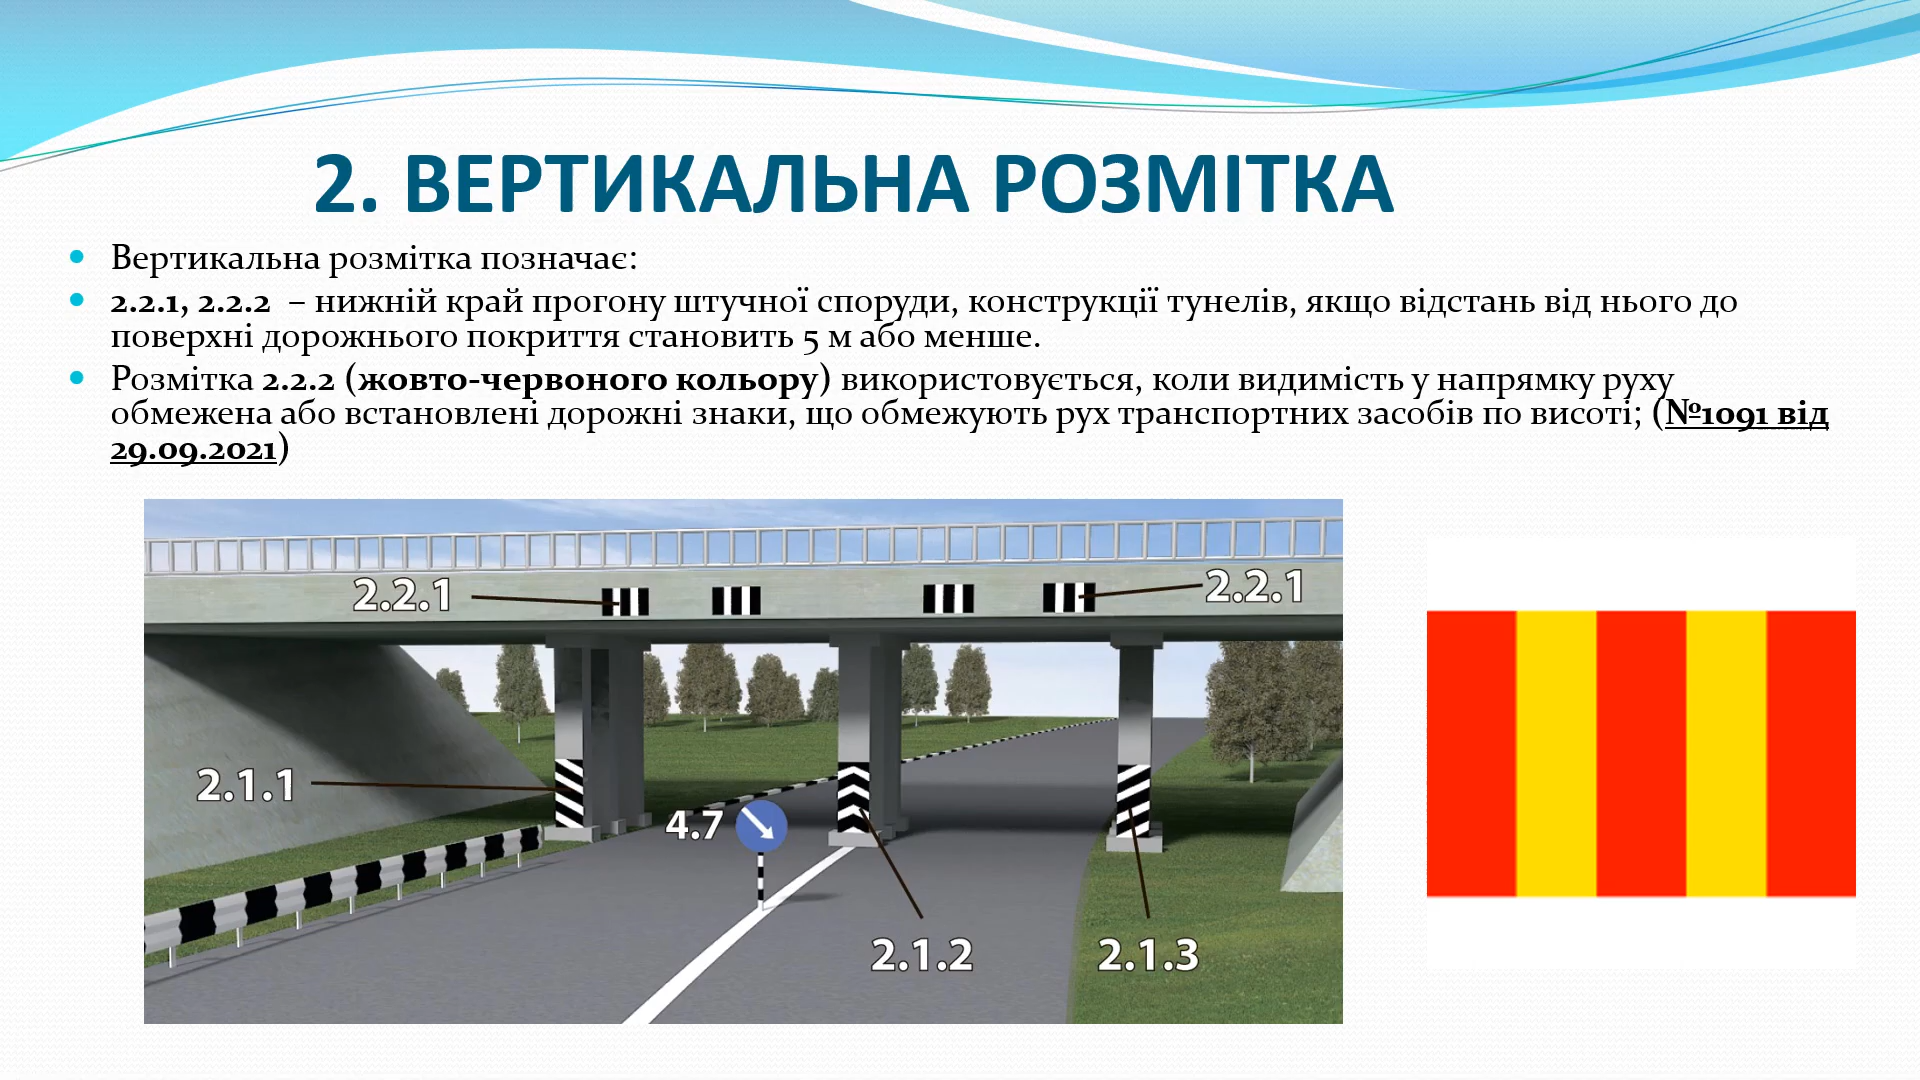 2. ВЕРТИКАЛЬНА РОЗМІТКА
Вертикальна розмітка позначає:
2.2.1, 2.2.2 – нижній край прогону штучної споруди, конструкції тунелів, якщо відстань від нього до
поверхні дорожнього покриття становить 5 м або менше.
Розмітка 2.2.2 (жовто-червоного кольору) використовується, коли видимість у напрямку руху
обмежена або встановлені дорожні знаки, що обмежують рух транспортних засобів по висоті; (№1091 від
29.09.2021)
2.2.1
2.2.1
2.1.1
4.7
2.1.2
2.1.3